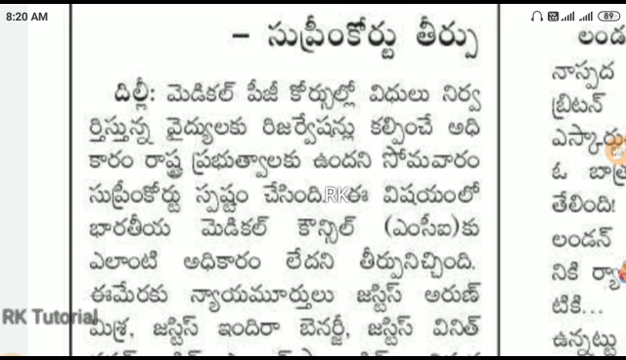 8:20 AM
89
– సుప్రీంకోర్టు తీర్పు
దిల్లీ: మెడికల్ పీజీ కోర్సుల్లో విధులు నిర్వ
ర్తిస్తున్న వైద్యులకు రిజర్వేషన్లు కల్పించే అధి
కారం రాష్ట్ర ప్రభుత్వాలకు ఉందని సోమవారం
సుప్రీంకోర్టు స్పష్టం చేసింది. ఈ విషయంలో
RK
భారతీయ మెడికల్ కౌన్సిల్ (ఎంసీఐ)కు
ఎలాంటి అధికారం లేదని తీర్పునిచ్చింది.
ఈమేరకు న్యాయమూర్తులు జస్టిస్ అరుణ్
మిశ్ర, జస్టిస్ ఇందిరా బెనర్జీ, జస్టిస్ వినీత్
RK Tutorial
లండ
నాస్పద
బ్రిటన్
ఎస్కార్టు
ఓ బాత్ర
తేలింది!
లండన్
నికి ర్యా
టికి...
ఉన్నట్టు